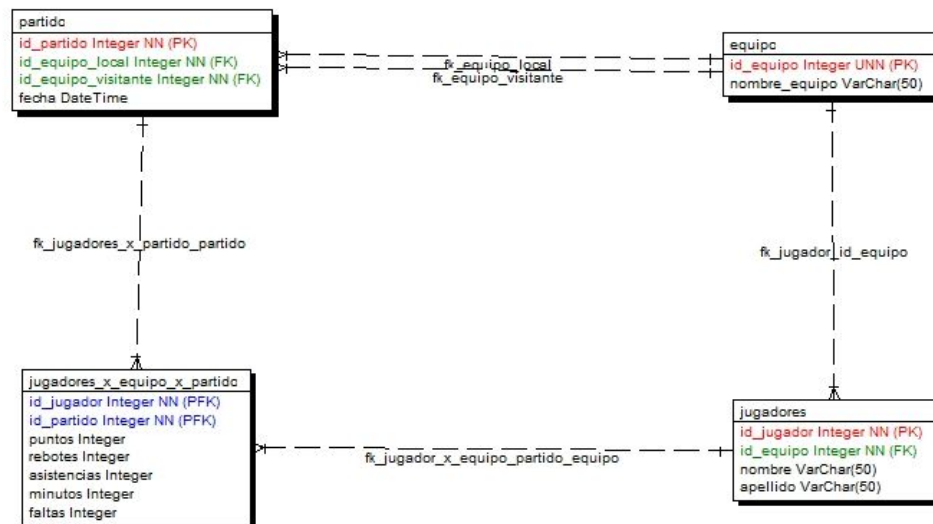 partido
id_partido Integer NN (PK)
id_equipo_local Integer NN (FK)
id_equipo_visitante Integer NN (FK)
fecha DateTime
fk_equipo_local
fk_equipo_visitante
equipo
id_equipo Integer UNN (PK)
nombre_equipo VarChar(50)
fk_jugadores_x_partido_partido
fk_jugador_id_equipo
jugadores_x_equipo_x_partido
id_jugador Integer NN (PFK)
id_partido Integer NN (PFK)
puntos Integer
rebotes Integer
asistencias Integer
minutos Integer
faltas Integer
fk_jugador_x_equipo_partido_equipo
jugadores
id_jugador Integer NN (PK)
id_equipo Integer NN (FK)
nombre VarChar(50)
apellido VarChar(50)